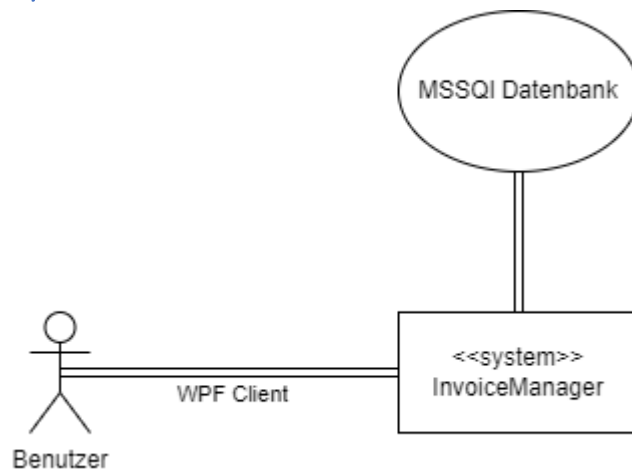 MSSQl Datenbank
<<system>>
InvoiceManager
WPF Client
Benutzer